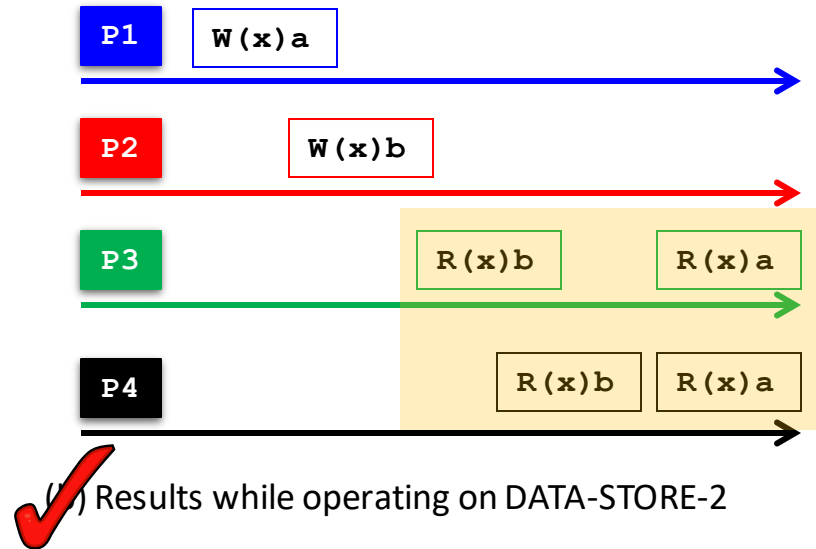 P1 W(x)a
P2 W(x)b
P3 R(x)b R(x)a
P4 R(x)b R(x)a
Results while operating on DATA-STORE-2